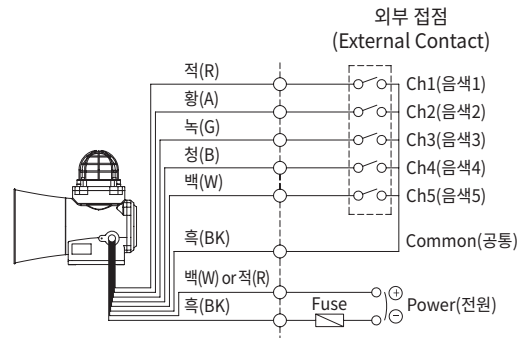 외부 접점
(External Contact)
적(R)
Ch1(음색1)
황(A)
Ch2(음색2)
녹(G)
Ch3(음색3)
청(B)
Ch4(음색4)
백(W)
Ch5(음색5)
흑(BK)
Common(공통)
백(W) or 적(R)
흑(BK)
Fuse
+
Power(전원)
-